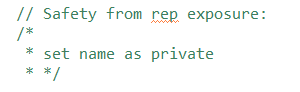 // Safety from rep exposure:
/*
* set name as private
* */